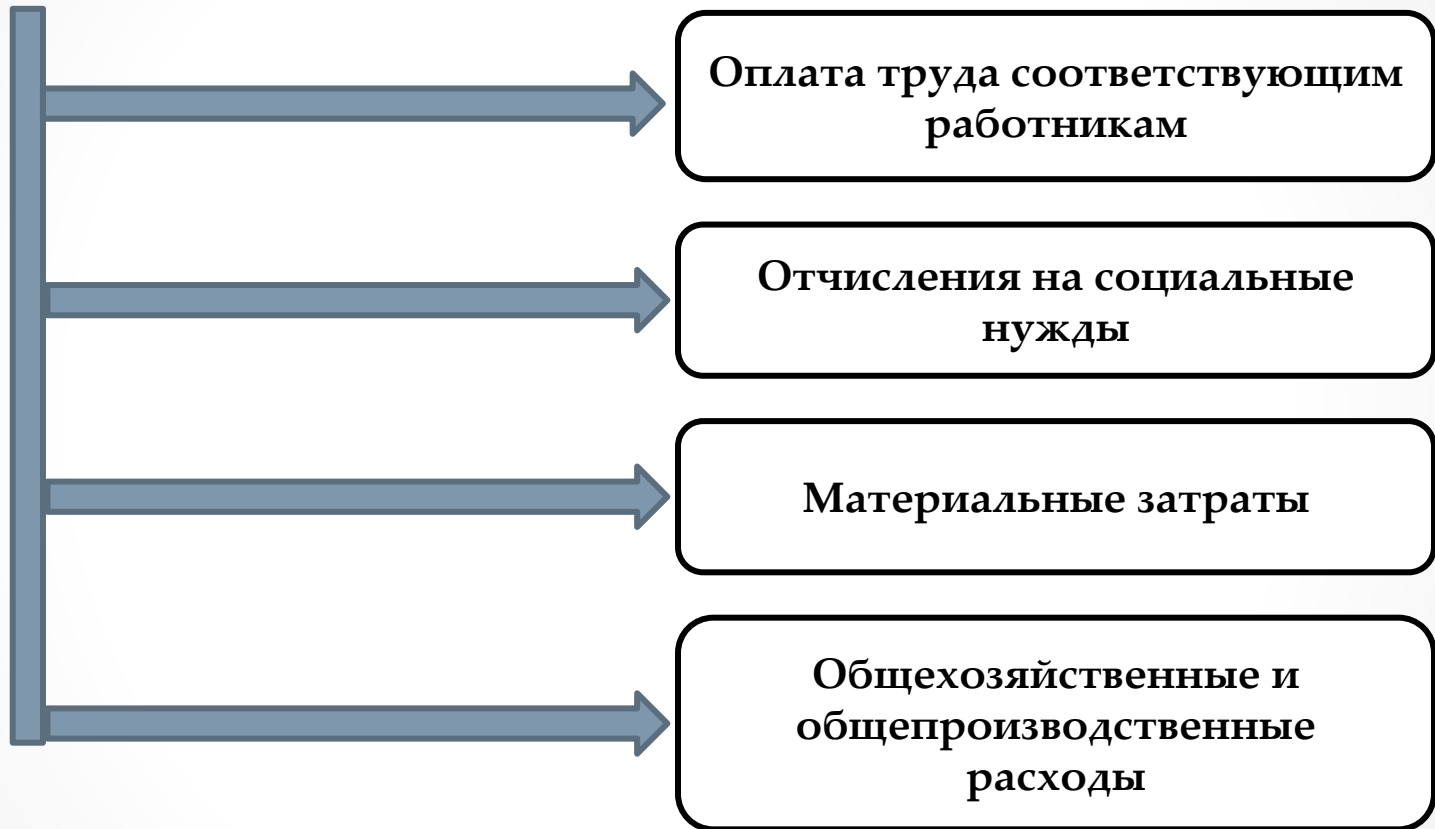 Оплата труда соответствующим
работникам
Отчисления на социальные
нужды
Материальные затраты
Общехозяйственные и
общепроизводственные
расходы